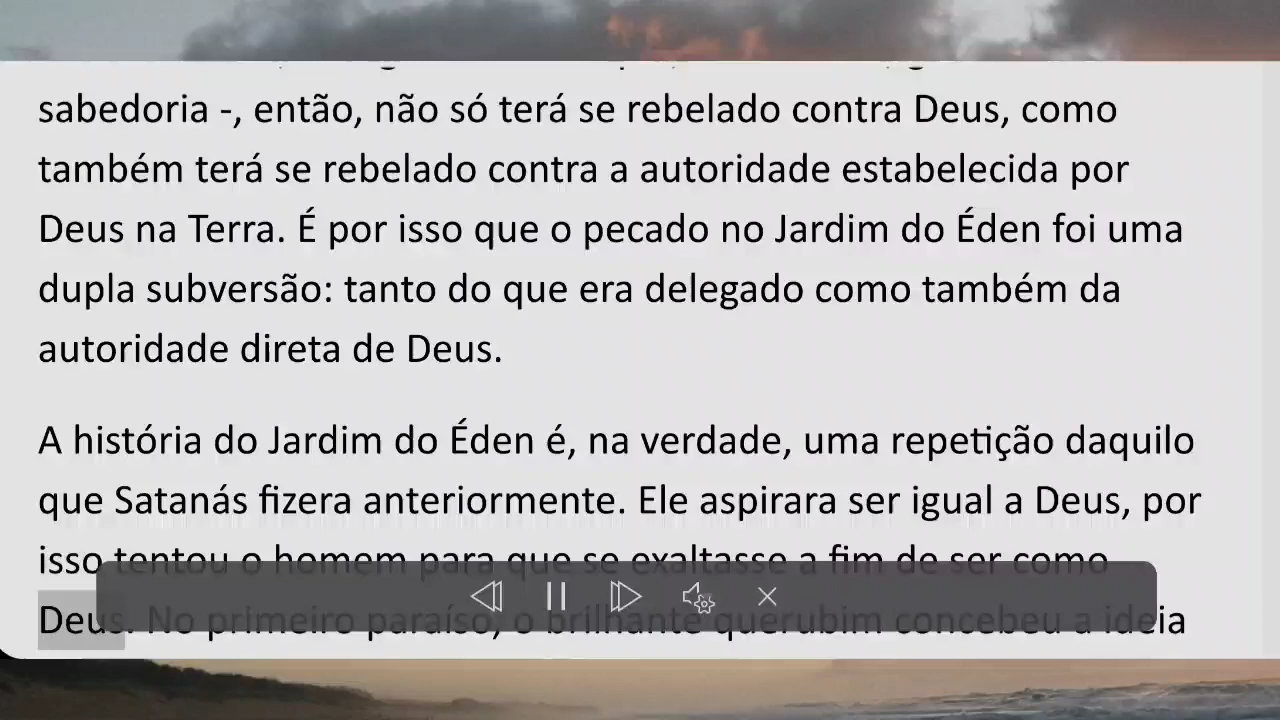 sabedoria -, então, não só terá se rebelado contra Deus, como
também terá se rebelado contra a autoridade estabelecida por
Deus na Terra. É por isso que o pecado no Jardim do Éden foi uma
dupla subversão: tanto do que era delegado como também da
autoridade direta de Deus.
A história do Jardim do Éden é, na verdade, uma repetição daquilo
que Satanás fizera anteriormente. Ele aspirara ser igual a Deus, por
isso tentou o homem para que se exaltasse a fim de ser como
Deus. No primeiro paraíso, o brilhante querubim concebeu a ideia